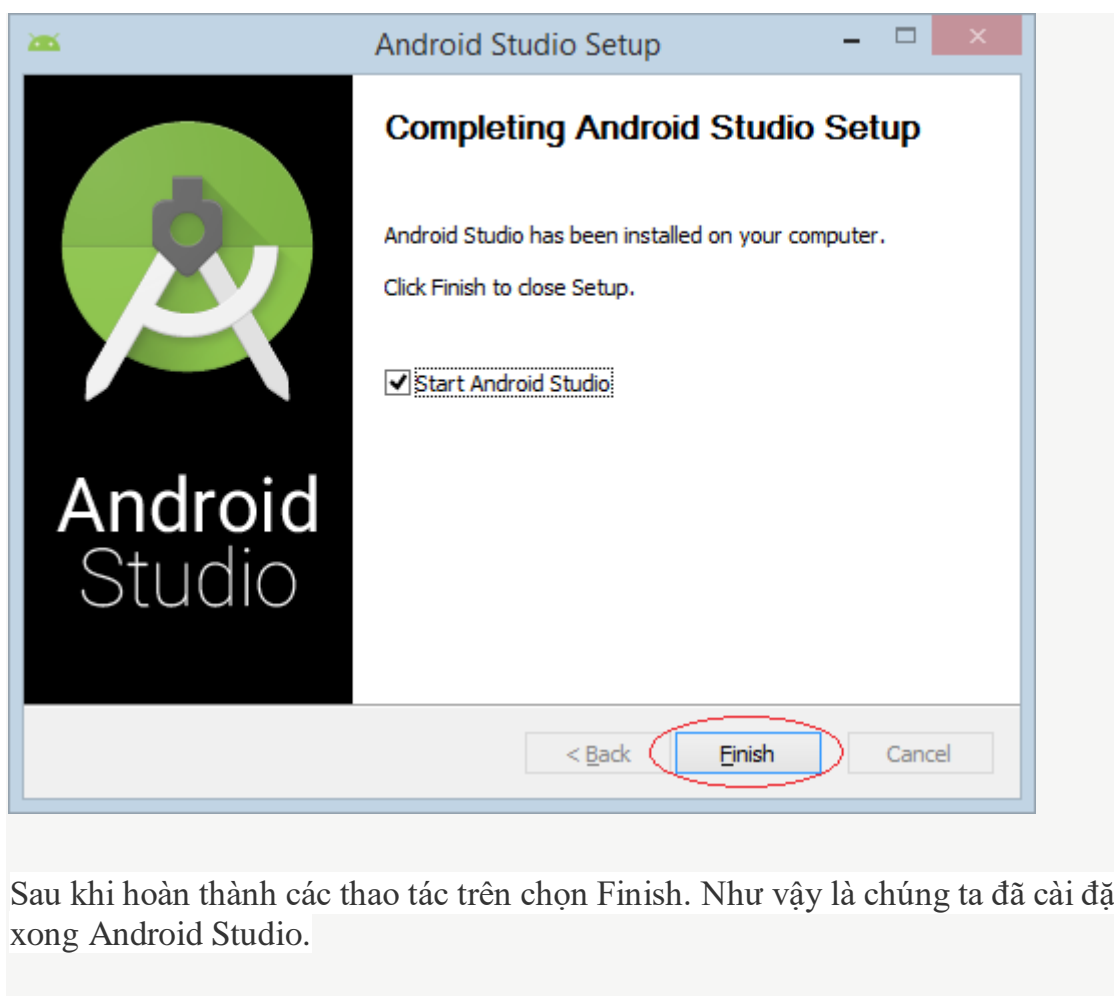 Android Studio Setup
Completing Android Studio Setup
Android Studio has been installed on your computer.
Click Finish to close Setup.
Start Android Studio
Android
Studio
< Back
Finish
Cancel
Sau khi hoàn thành các thao tác trên chọn Finish. Như vậy là chúng ta đã cài đặ
xong Android Studio.